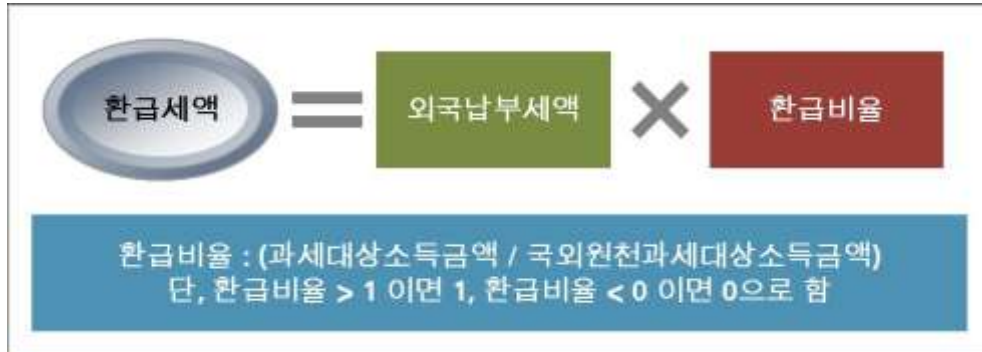 환급세액 = 외국납부세액 × 환급비율
환급비율 : (과세대상소득금액 / 국외원천과세대상소득금액)
단, 환급비율 > 1 이면 1, 환급비율 < 0 이면 0으로 함